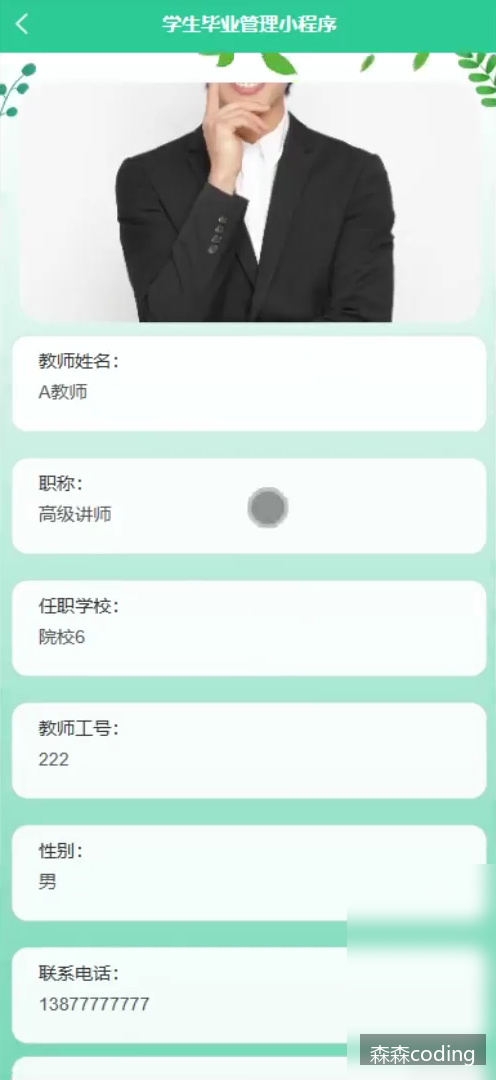 学生毕业管理小程序
教师姓名：
A教师
职称：
高级讲师
任职学校：
院校6
教师工号：
222
性别：
男
联系电话：
13877777777
森森coding